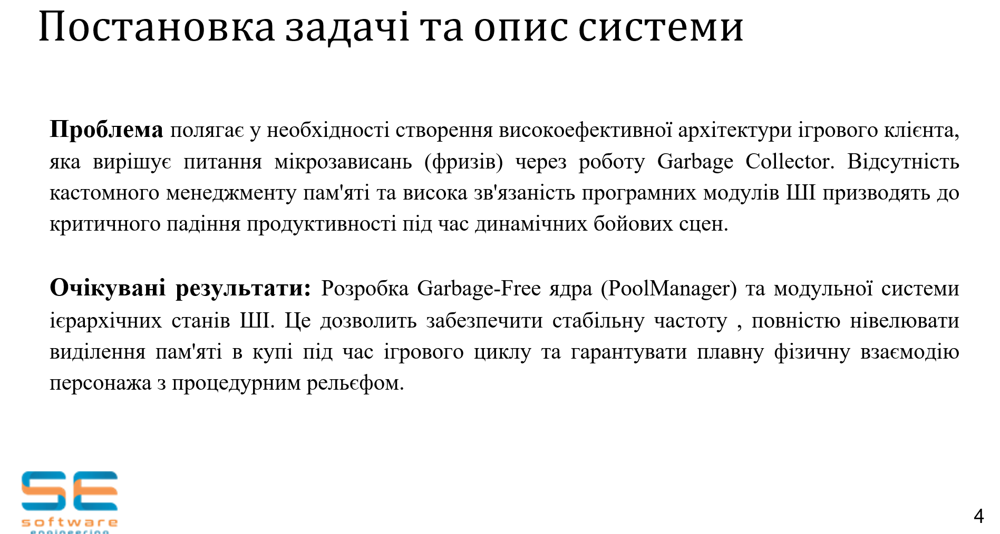 Постановка задачі та опис системи
Проблема полягає у необхідності створення високоефективної архітектури ігрового клієнта,
яка вирішує питання мікрозависань (фризів) через роботу Garbage Collector. Відсутність
кастомного менеджменту пам'яті та висока зв'язаність програмних модулів ШІ призводять до
критичного падіння продуктивності під час динамічних бойових сцен.
Очікувані результати: Розробка Garbage-Free ядра (PoolManager) та модульної системи
ієрархічних станів ШІ. Це дозволить забезпечити стабільну частоту , повністю нівелювати
виділення пам'яті в купі під час ігрового циклу та гарантувати плавну фізичну взаємодію
персонажа з процедурним рельєфом.
SE
software
engineering
4